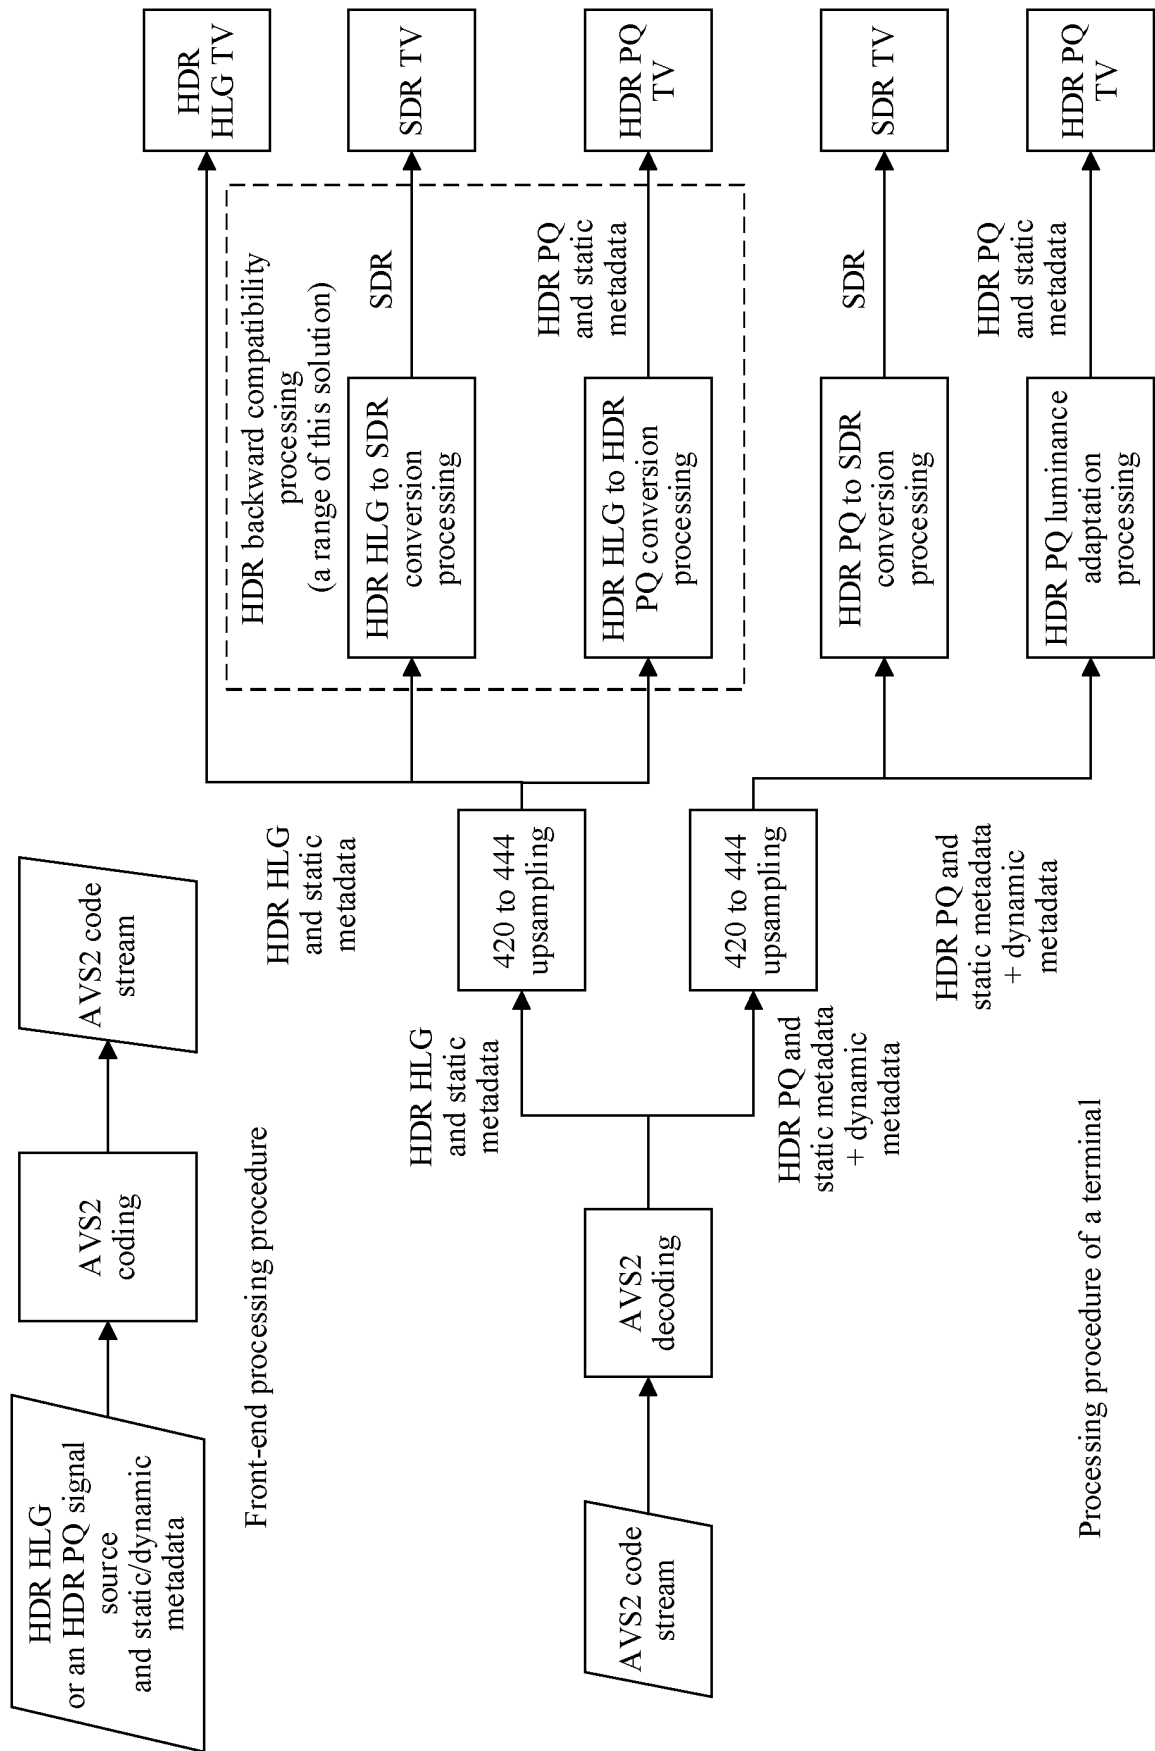 HDR HLG
or an HDR PQ signal
source
and static/dynamic
metadata
AVS2
coding
AVS2 code
stream
Front-end processing procedure
AVS2 code
stream
AVS2
decoding
HDR HLG
and static
metadata
420 to 444
upsampling
HDR HLG
and static
metadata
HDR
HLG TV
HDR backward compatibility
processing
(a range of this solution)
HDR HLG to SDR
conversion
processing
SDR
SDR TV
HDR HLG to HDR
PQ conversion
processing
HDR PQ
and static
metadata
HDR PQ
TV
HDR PQ and
static metadata
+ dynamic
metadata
420 to 444
upsampling
HDR PQ and
static metadata
+ dynamic
metadata
HDR PQ to SDR
conversion
processing
SDR
SDR TV
HDR PQ luminance
adaptation
processing
HDR PQ
and static
metadata
HDR PQ
TV
Processing procedure of a terminal